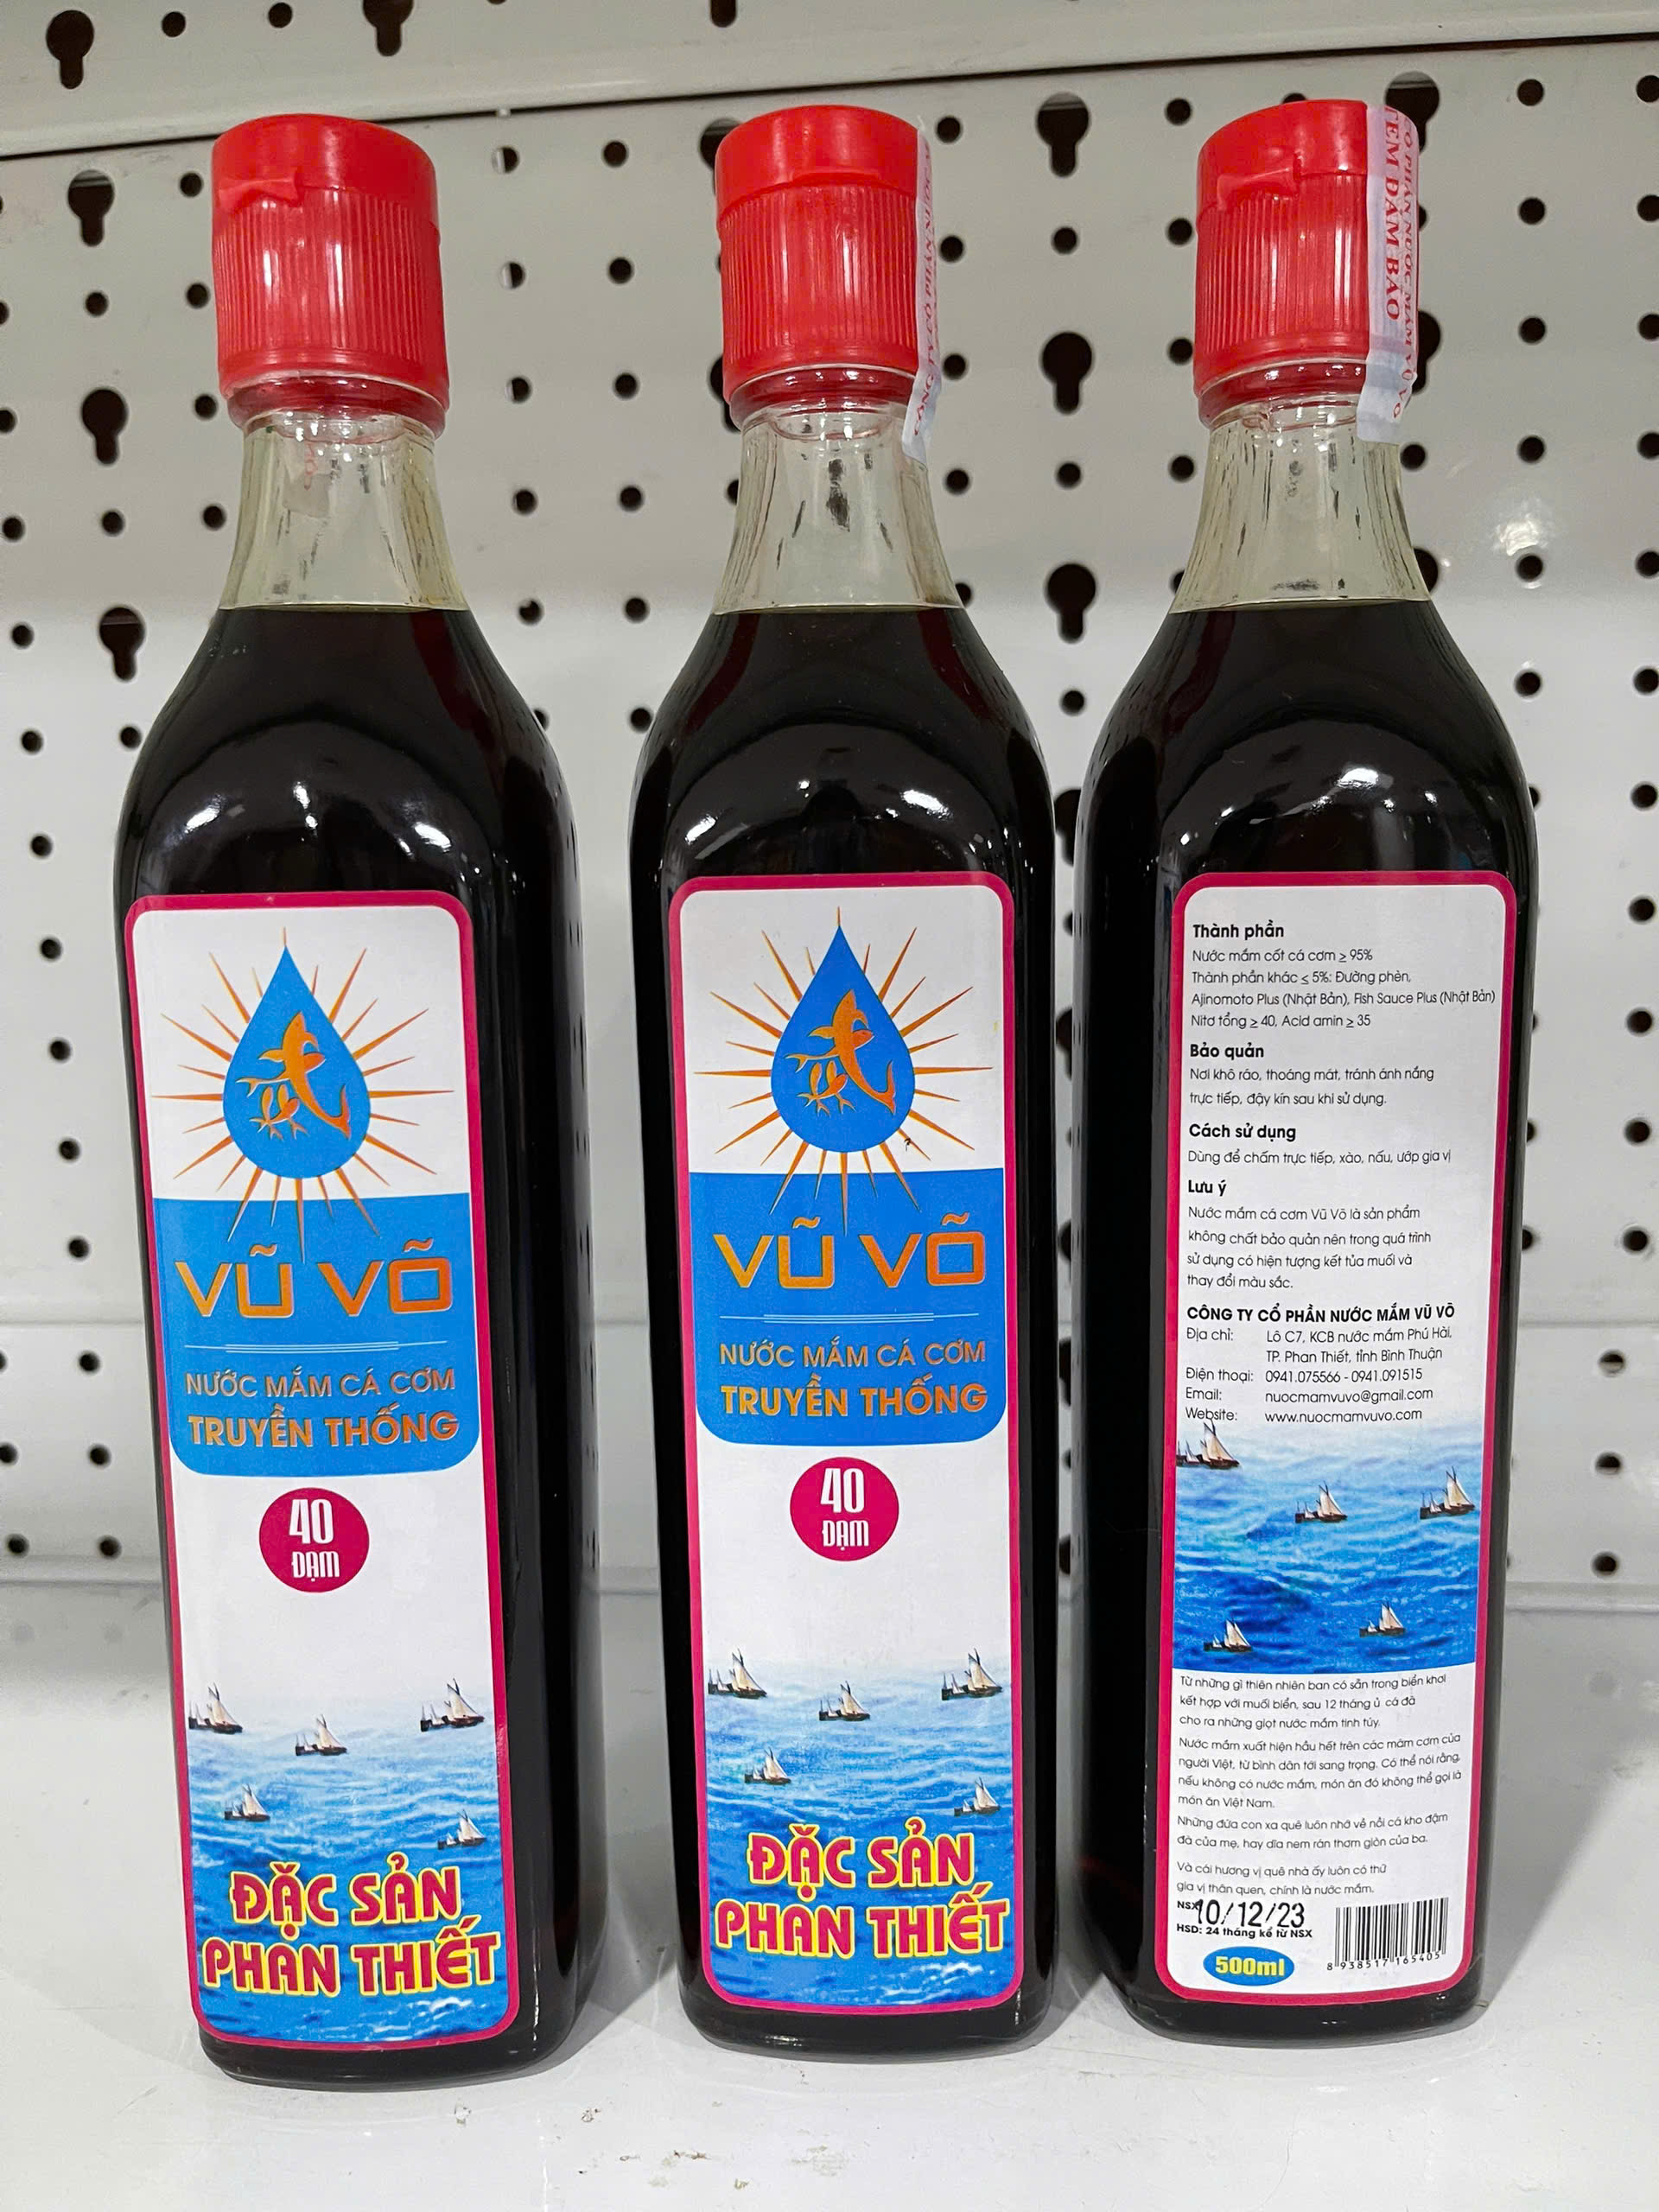 VŨ VÕ
NƯỚC MẮM CÁ CƠM
TRUYỀN THỐNG
40
ĐẠM
ĐẶC SẢN
PHAN THIẾT
CÔNG TY CỔ PHẦN NƯỚC
VŨ VÕ
NƯỚC MẮM CÁ CƠM
TRUYỀN THỐNG
40
ĐẠM
ĐẶC SẢN
PHAN THIẾT
CỔ PHẦN NƯỚC MẮM VŨ VÕ
TEM ĐẢM BẢO
Thành phần
Nước mắm cốt cá cơm ≥ 95%
Thành phần khác ≤ 5%: Đường phèn,
Ajinomoto Plus (Nhật Bản), Fish Sauce Plus (Nhật Bản)
Nitơ tổng ≥ 40, Acid amin ≥ 35
Bảo quản
Nơi khô ráo, thoáng mát, tránh ánh nắng
trực tiếp, đậy kín sau khi sử dụng.
Cách sử dụng
Dùng để chấm trực tiếp, xào, nấu, ướp gia vị
Lưu ý
Nước mắm cá cơm Vũ Võ là sản phẩm
không chất bảo quản nên trong quá trình
sử dụng có hiện tượng kết tủa muối và
thay đổi màu sắc.
CÔNG TY CỔ PHẦN NƯỚC MẮM VŨ VÕ
Địa chỉ: Lô C7, KCB nước mắm Phú Hài,
TP. Phan Thiết, tỉnh Bình Thuận
Điện thoại: 0941.075566 - 0941.091515
Email: nuocmamvuvo@gmail.com
Website: www.nuocmamvuvo.com
Từ những gì thiên nhiên ban có sẵn trong biển khơi
kết hợp với muối biển, sau 12 tháng ủ cá đã
cho ra những giọt nước mắm tinh túy.
Nước mắm xuất hiện hầu hết trên các mâm cơm của
người Việt, từ bình dân tới sang trọng. Có thể nói rằng,
nếu không có nước mắm, món ăn đó không thể gọi là
món ăn Việt Nam.
Những đứa con xa quê luôn nhớ về nồi cá kho đậm
đà của mẹ, hay dĩa nem rán thơm giòn của ba.
Và cái hương vị quê nhà ấy luôn có thứ
gia vị thân quen, chính là nước mắm.
NSX 10/12/23
HSD: 24 tháng kể từ NSX
500ml
8 938517 165405